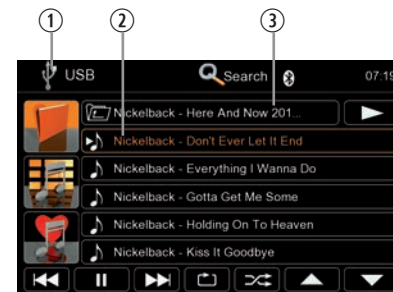 1 2 3
USB Search 07:19
Nickelback - Here And Now 201...
Nickelback - Don't Ever Let It End
Nickelback - Everything I Wanna Do
Nickelback - Gotta Get Me Some
Nickelback - Holding On To Heaven
Nickelback - Kiss It Goodbye